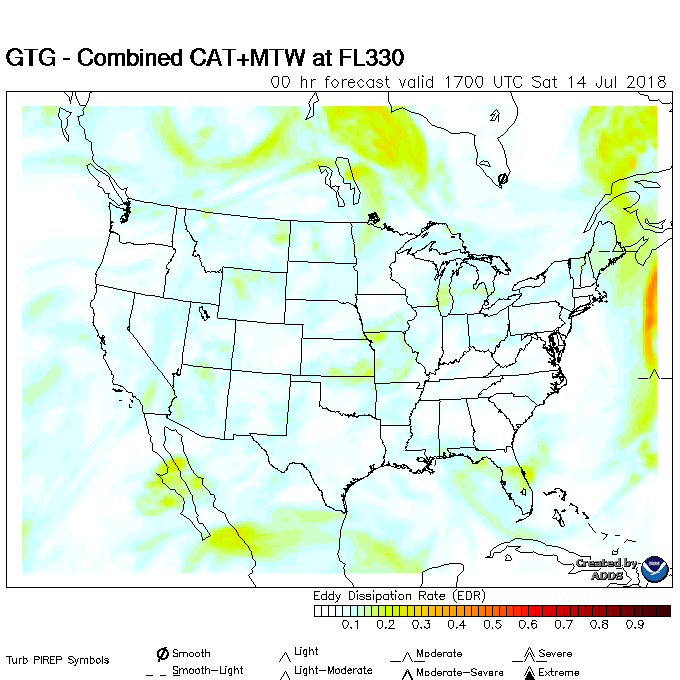 GTG - Combined CAT+MTW at FL330
00 hr forecast valid 1700 UTC Sat 14 Jul 2018
Created by
ADDS
Eddy Dissipation Rate (EDR)
0.1 0.2 0.3 0.4 0.5 0.6 0.7 0.8 0.9
Turb PIREP Symbols
Smooth Light Moderate Severe
Smooth-Light Light-Moderate Moderate-Severe Extreme